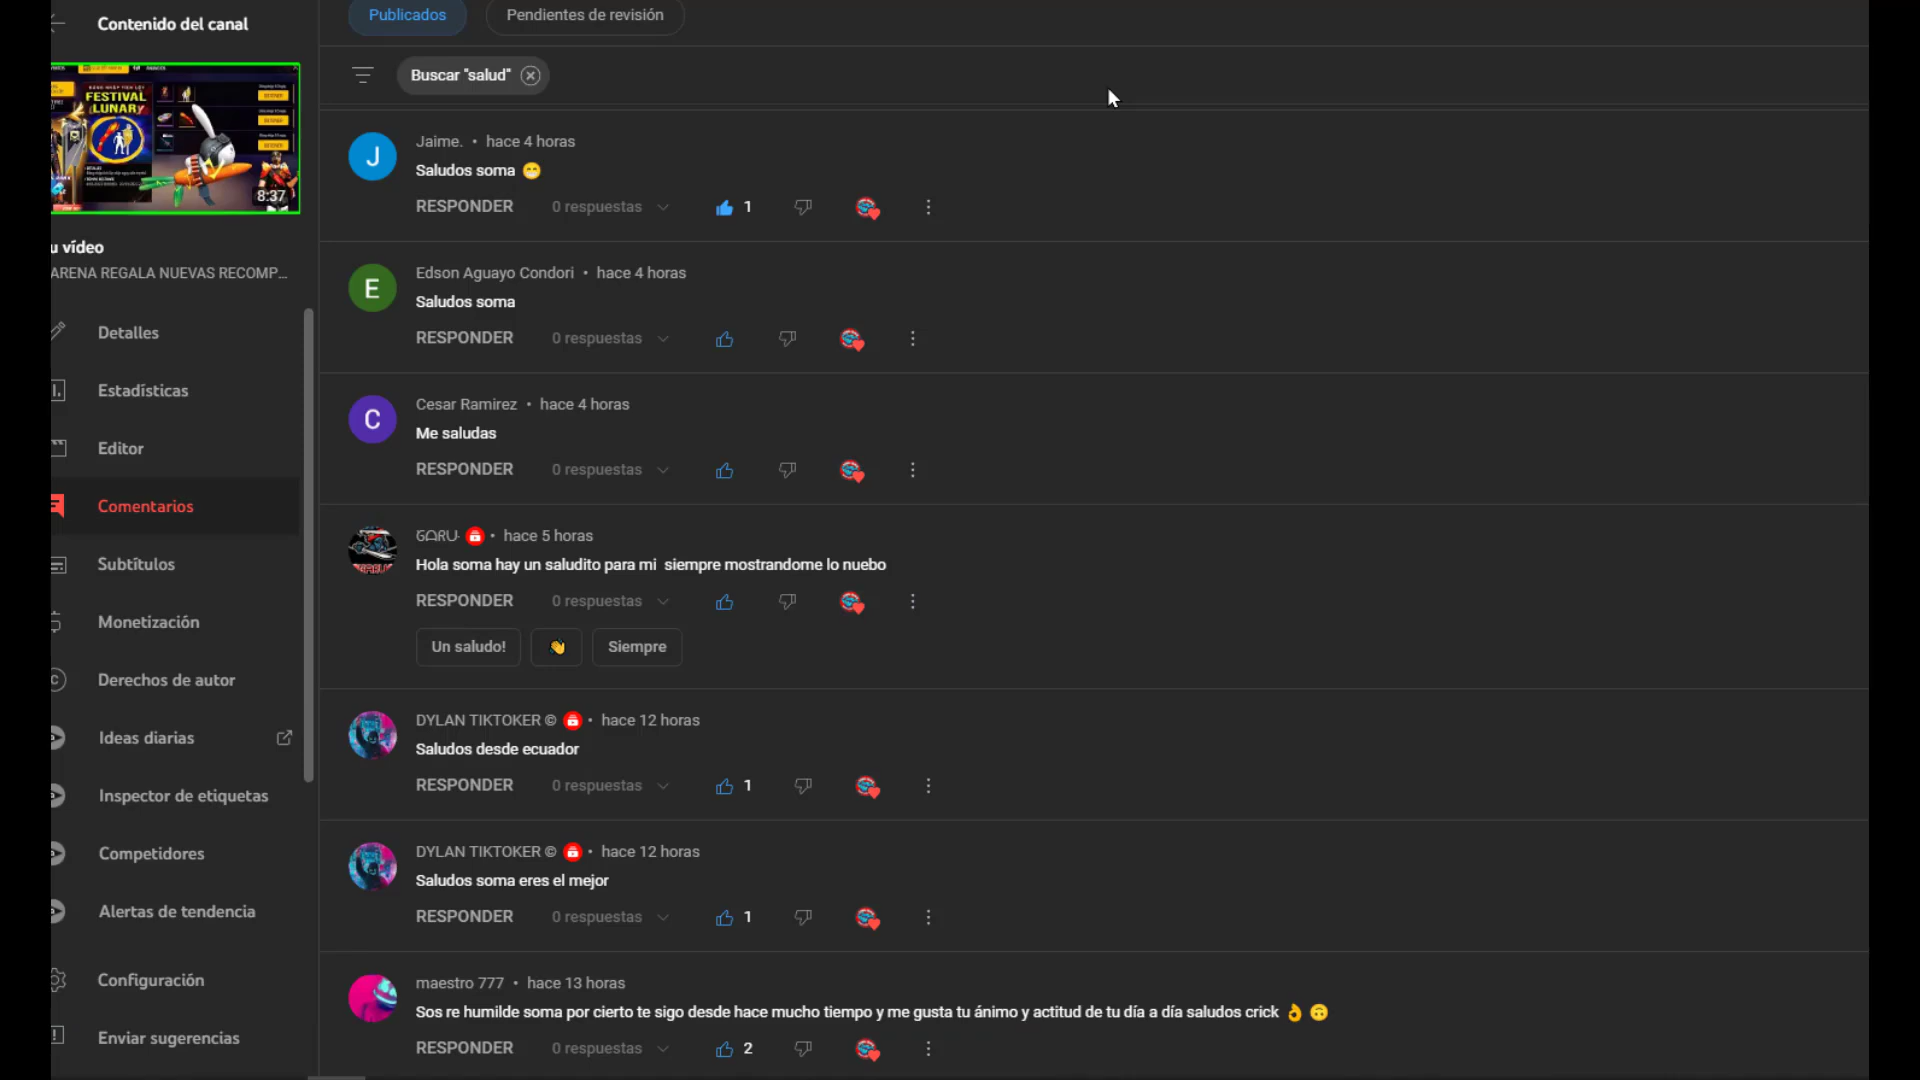 Contenido del canal
FESTIVAL
LUNAR
8:37
u vídeo
ARENA REGALA NUEVAS RECOMP...
Detalles
Estadísticas
Editor
Comentarios
Subtítulos
Monetización
Derechos de autor
Ideas diarias
Inspector de etiquetas
Competidores
Alertas de tendencia
Configuración
Enviar sugerencias
Publicados
Pendientes de revisión
Buscar "salud"
J
Jaime. • hace 4 horas
Saludos soma 😁
RESPONDER 0 respuestas 1
E
Edson Aguayo Condori • hace 4 horas
Saludos soma
RESPONDER 0 respuestas
C
Cesar Ramirez • hace 4 horas
Me saludas
RESPONDER 0 respuestas
GARU• • hace 5 horas
Hola soma hay un saludito para mi siempre mostrandome lo nuebo
RESPONDER 0 respuestas
Un saludo! 👏 Siempre
DYLAN TIKTOKER © • hace 12 horas
Saludos desde ecuador
RESPONDER 0 respuestas 1
DYLAN TIKTOKER © • hace 12 horas
Saludos soma eres el mejor
RESPONDER 0 respuestas 1
maestro 777 • hace 13 horas
Sos re humilde soma por cierto te sigo desde hace mucho tiempo y me gusta tu ánimo y actitud de tu día a día saludos crick 👌 🙃
RESPONDER 0 respuestas 2